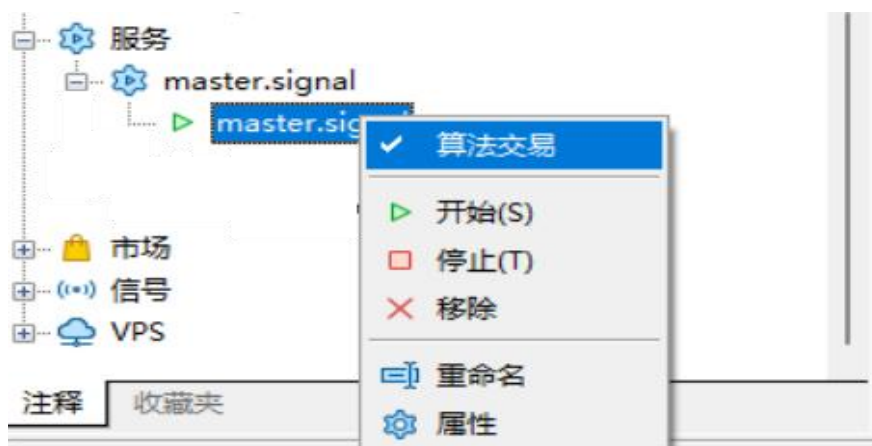 服务
master.signal
master.sig
算法交易
开始(S)
停止(T)
移除
市场
信号
VPS
重命名
属性
注释
收藏夹